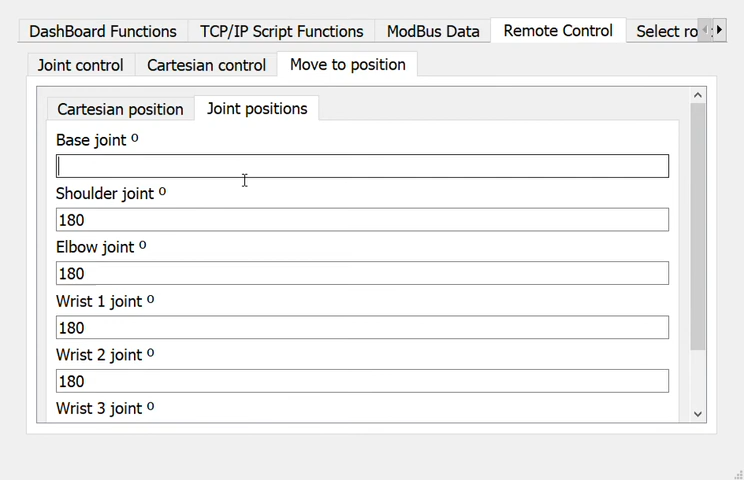 DashBoard Functions TCP/IP Script Functions ModBus Data Remote Control Select ro
Joint control Cartesian control Move to position
Cartesian position Joint positions
Base joint º
Shoulder joint º
180
Elbow joint º
180
Wrist 1 joint º
180
Wrist 2 joint º
180
Wrist 3 joint º